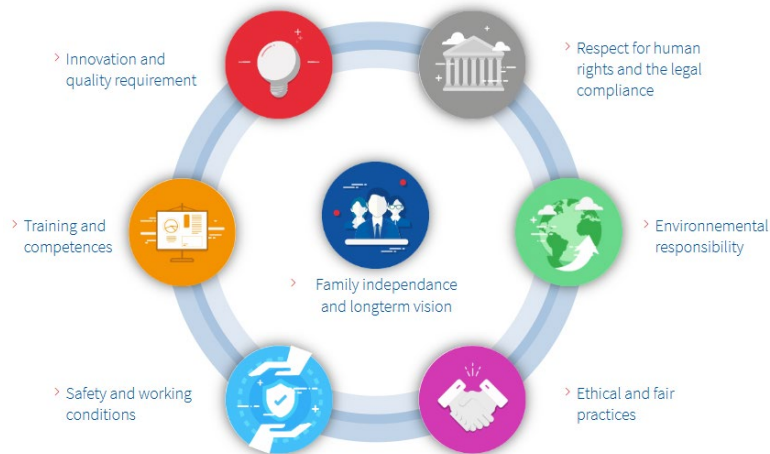 Innovation and
quality requirement
Respect for human
rights and the legal
compliance
Training and
competences
Environnemental
responsibility
Family independance
and longterm vision
Safety and working
conditions
Ethical and fair
practices